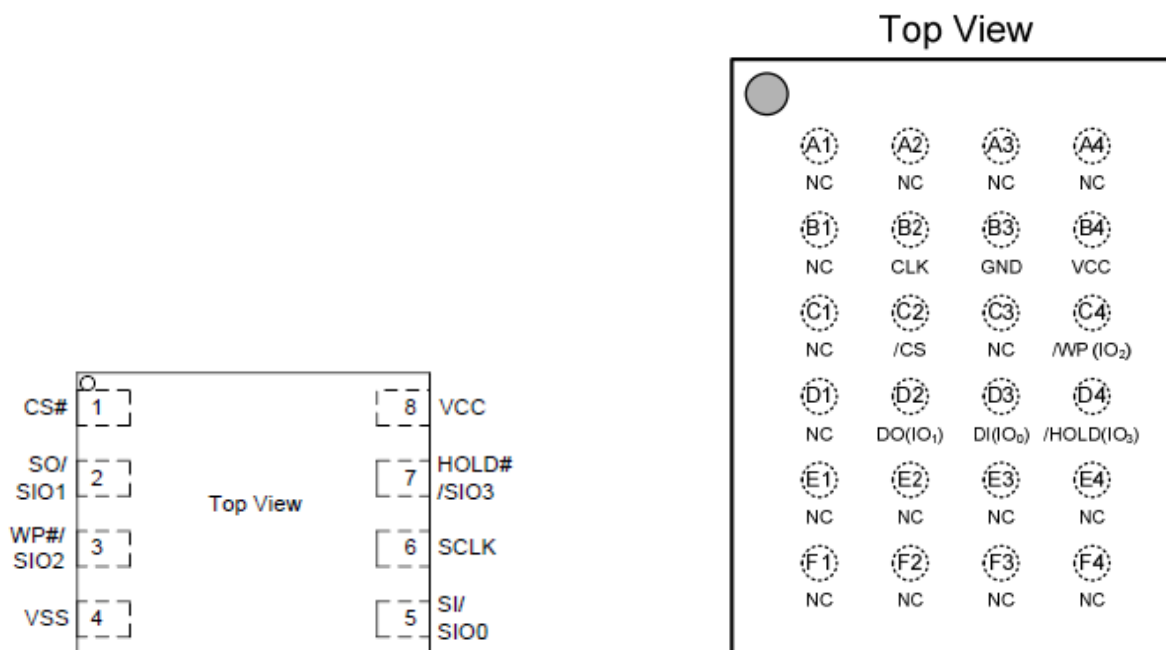 Top View
A1 A2 A3 A4
NC NC NC NC
B1 B2 B3 B4
NC CLK GND VCC
C1 C2 C3 C4
NC /CS NC /WP (IO₂)
D1 D2 D3 D4
NC DO(IO₁) DI(IO₀) /HOLD(IO₃)
E1 E2 E3 E4
NC NC NC NC
F1 F2 F3 F4
NC NC NC NC
CS# 1 8 VCC
SO/
SIO1
2 7 HOLD#
/SIO3
Top View
WP#/
SIO2
3 6 SCLK
VSS 4 5 SI/
SIO0